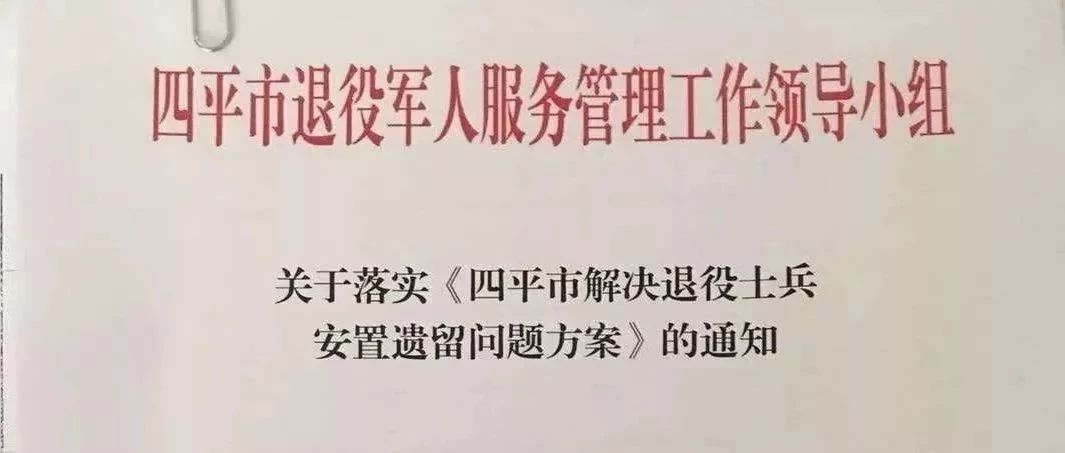 四平市退役军人服务管理工作领导小组
关于落实《四平市解决退役士兵
安置遗留问题方案》的通知